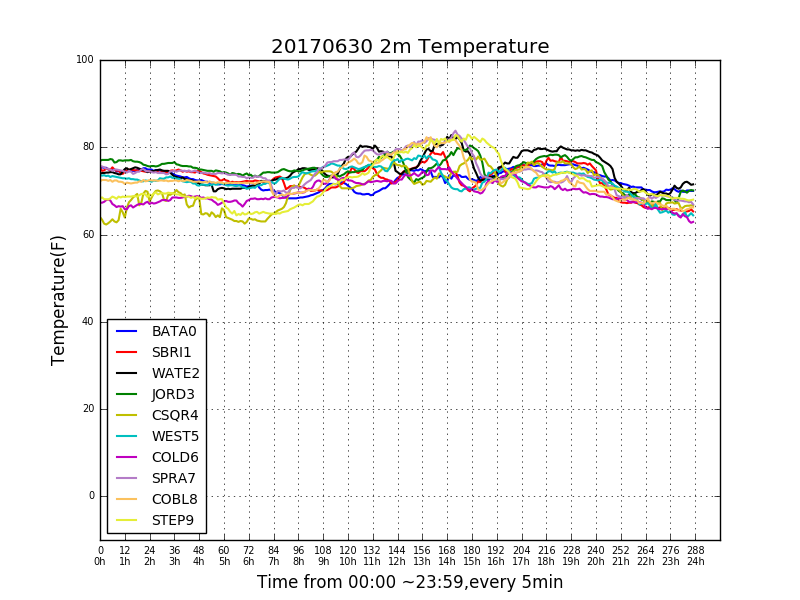 20170630 2m Temperature
100
80
60
40
20
0
Temperature(F)
BATA0
SBRI1
WATE2
JORD3
CSQR4
WEST5
COLD6
SPRA7
COBL8
STEP9
0 12 24 36 48 60 72 84 96 108 120 132 144 156 168 180 192 204 216 228 240 252 264 276 288
0h 1h 2h 3h 4h 5h 6h 7h 8h 9h 10h 11h 12h 13h 14h 15h 16h 17h 18h 19h 20h 21h 22h 23h 24h
Time from 00:00 ~23:59,every 5min